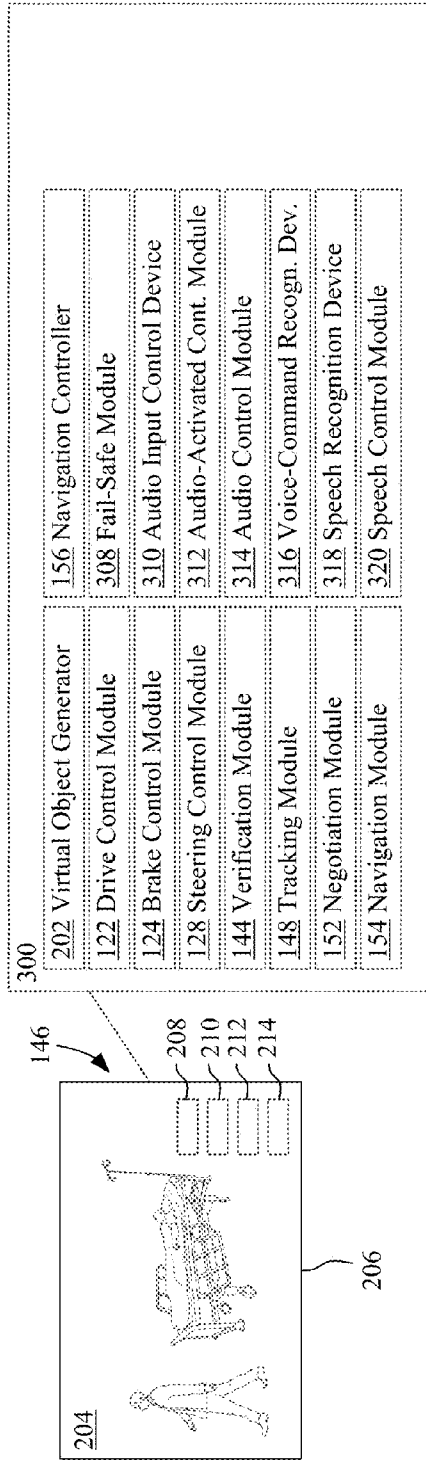 204
146
208
210
212
214
206
300
202 Virtual Object Generator
122 Drive Control Module
124 Brake Control Module
128 Steering Control Module
144 Verification Module
148 Tracking Module
152 Negotiation Module
154 Navigation Module
156 Navigation Controller
308 Fail-Safe Module
310 Audio Input Control Device
312 Audio-Activated Cont. Module
314 Audio Control Module
316 Voice-Command Recogn. Dev.
318 Speech Recognition Device
320 Speech Control Module